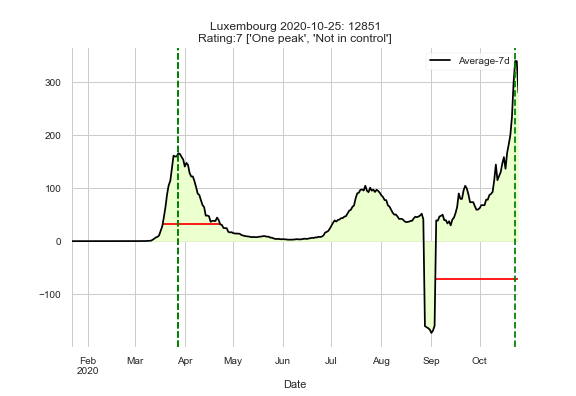 Luxembourg 2020-10-25: 12851
Rating:7 ['One peak', 'Not in control']
Average-7d
300
200
100
0
−100
Feb
2020
Mar
Apr
May
Jun
Jul
Aug
Sep
Oct
Date